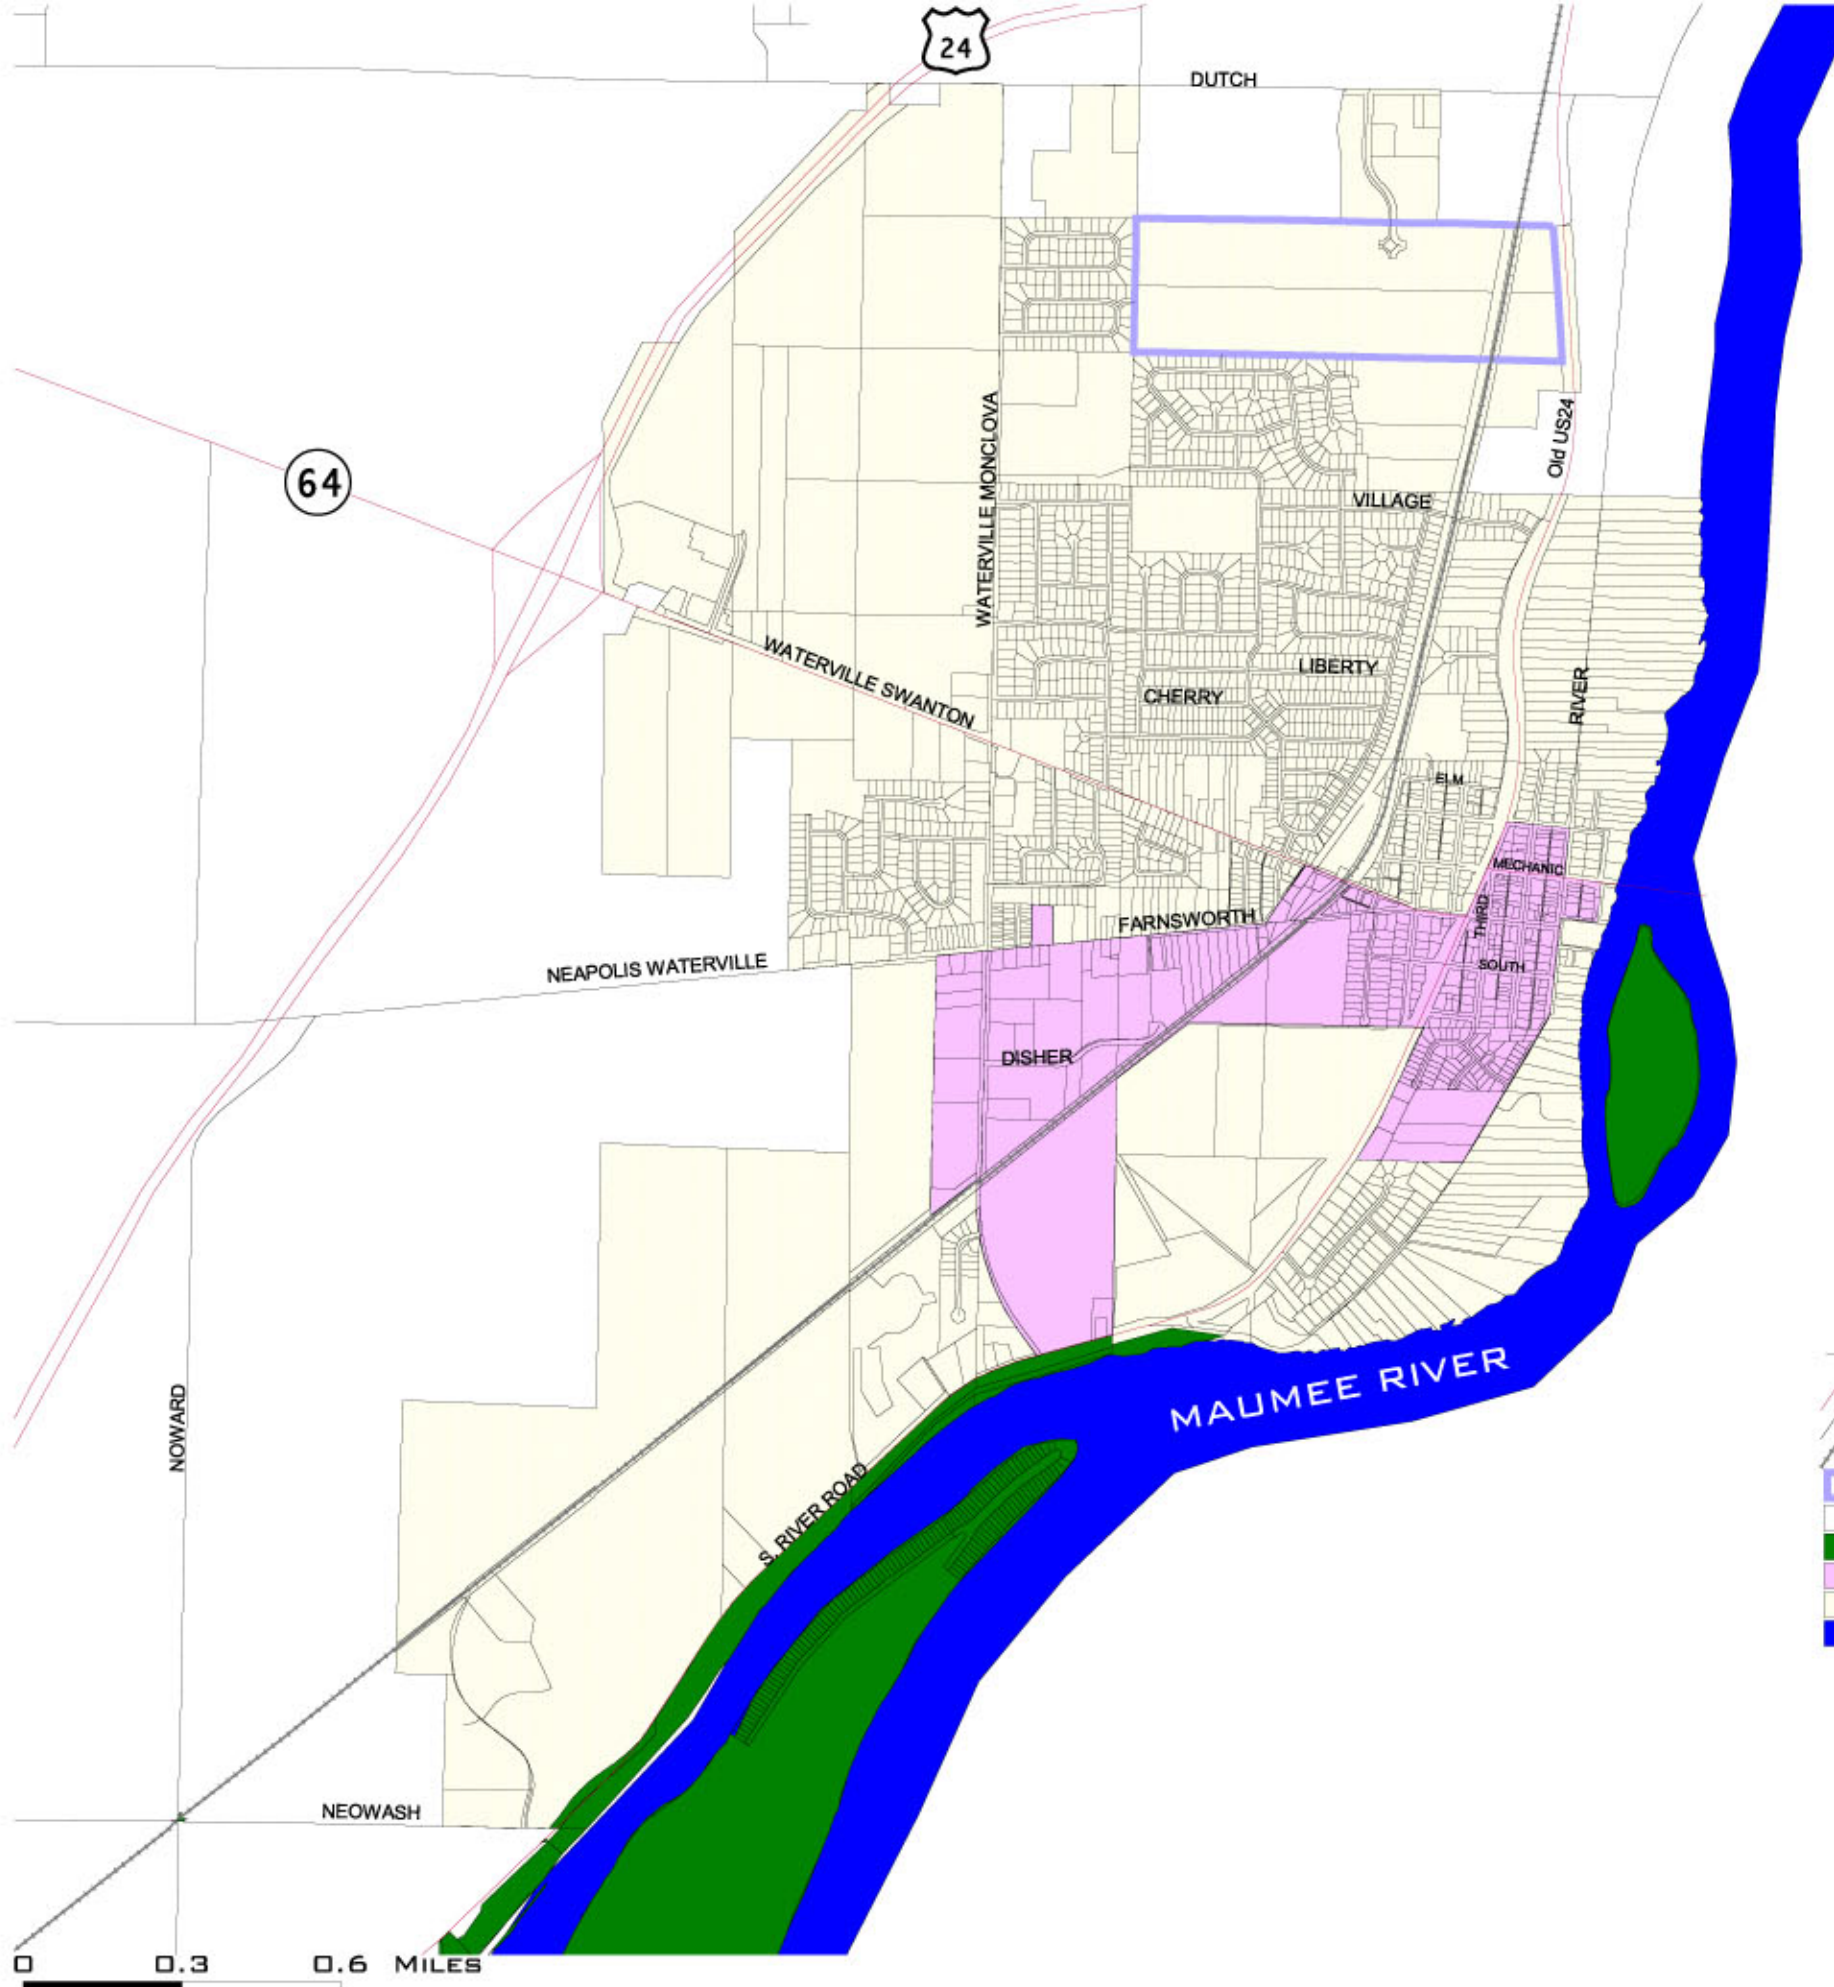 24
DUTCH
64
WATERVILLE MONCLOVA
Old US24
VILLAGE
WATERVILLE SWANTON
LIBERTY
CHERRY
RIVER
ELM
MECHANIC
THIRD
FARNSWORTH
NEAPOLIS WATERVILLE
SOUTH
DISHER
MAUMEE RIVER
NOWARD
S. RIVER ROAD
NEOWASH
0 0.3 0.6 MILES